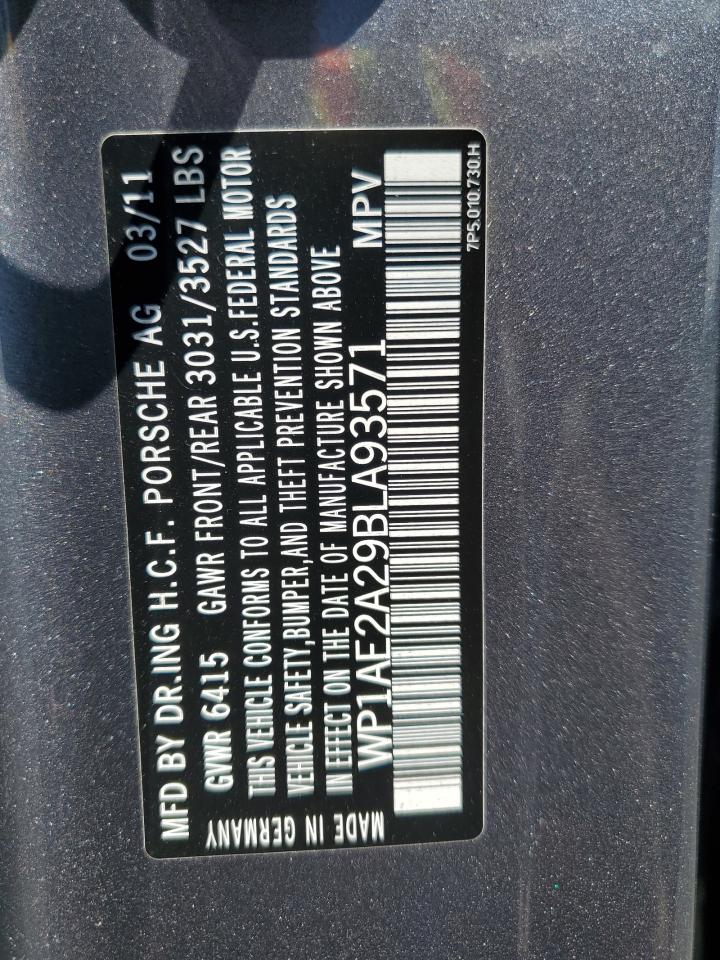 MFD BY DR.ING H.C.F. PORSCHE AG 03/11
GVWR 6415 GAWR FRONT/REAR 3031/3527 LBS
THIS VEHICLE CONFORMS TO ALL APPLICABLE U.S.FEDERAL MOTOR
VEHICLE SAFETY,BUMPER,AND THEFT PREVENTION STANDARDS
IN EFFECT ON THE DATE OF MANUFACTURE SHOWN ABOVE
WP1AE2A29BLA93571 MPV
MADE IN GERMANY
7P5.010.730.H